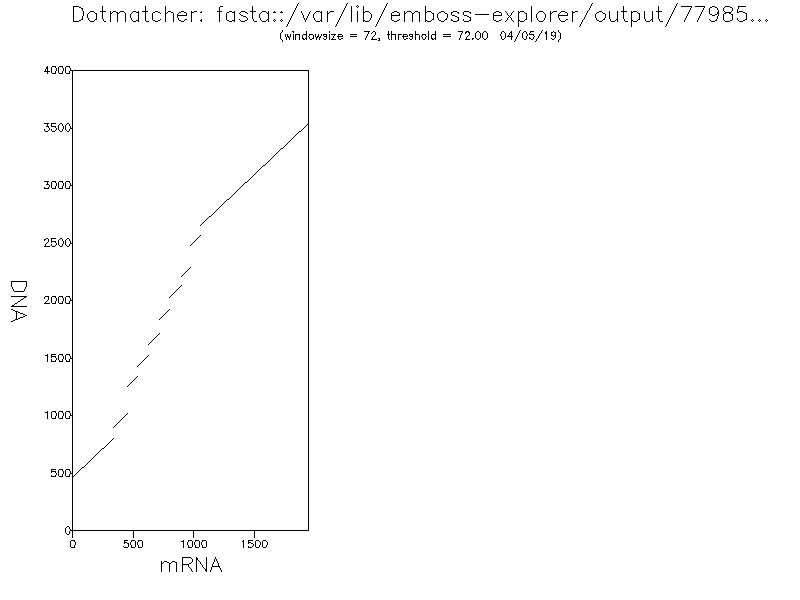 Dotmatcher: fasta::/var/lib/emboss-explorer/output/77985...
(windowsize = 72, threshold = 72.00 04/05/19)
4000
3500
3000
2500
2000
1500
1000
500
0
DNA
0 500 1000 1500
mRNA